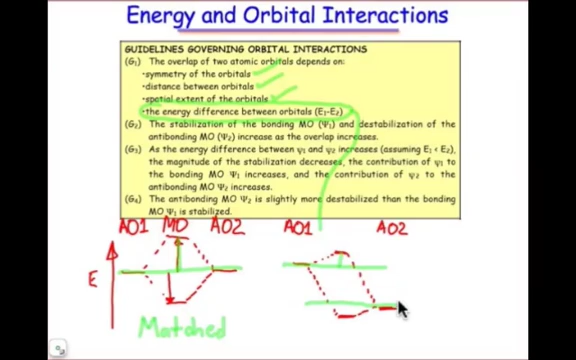 Energy and Orbital Interactions
GUIDELINES GOVERNING ORBITAL INTERACTIONS
(G1) The overlap of two atomic orbitals depends on:
•symmetry of the orbitals
•distance between orbitals
•spatial extent of the orbitals
•the energy difference between orbitals (E1-E2)
(G2) The stabilization of the bonding MO (Ψ1) and destabilization of the
antibonding MO (Ψ2) increase as the overlap increases.
(G3) As the energy difference between ψ1 and ψ2 increases (assuming E1 < E2),
the magnitude of the stabilization decreases, the contribution of ψ1 to
the bonding MO Ψ1 increases, and the contribution of ψ2 to the
antibonding MO Ψ2 increases.
(G4) The antibonding MO Ψ2 is slightly more destabilized than the bonding
MO Ψ1 is stabilized.
AO1 MO AO2 AO1 AO2
E
Matched